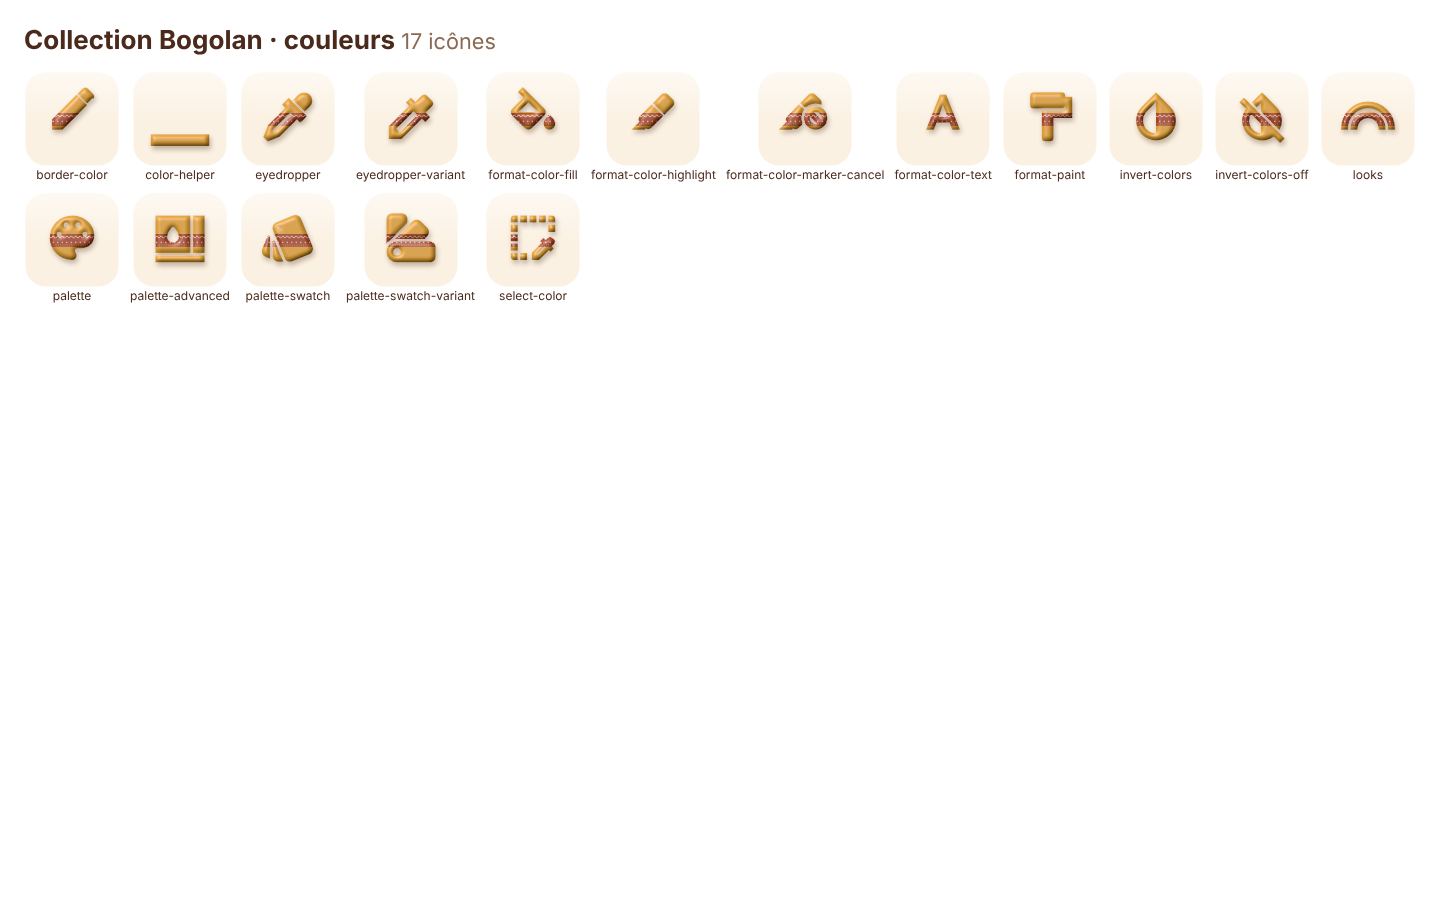 Collection Bogolan · couleurs 17 icônes
border-color color-helper eyedropper eyedropper-variant format-color-fill format-color-highlight format-color-marker-cancel format-color-text format-paint invert-colors invert-colors-off looks
palette palette-advanced palette-swatch palette-swatch-variant select-color